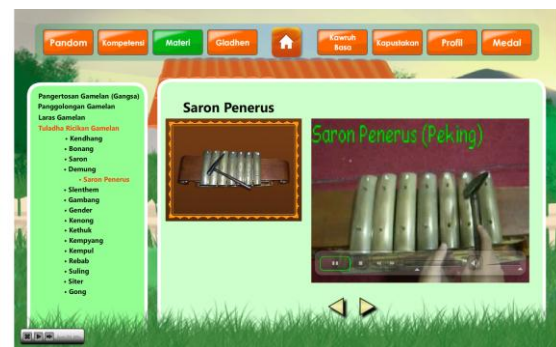 Pandom
Kompetensi
Materi
Gladhen
Kawruh
Basa
Kapustakan
Profil
Medal
Pangertosan Gamelan (Gangsa)
Panggolongan Gamelan
Laras Gamelan
Tuladha Ricikan Gamelan
• Kendhang
• Bonang
• Saron
• Demung
• Saron Penerus
• Slenthem
• Gambang
• Gender
• Kenong
• Kethuk
• Kempyang
• Kempul
• Rebab
• Suling
• Siter
• Gong
Saron Penerus
Saron Penerus (Peking)